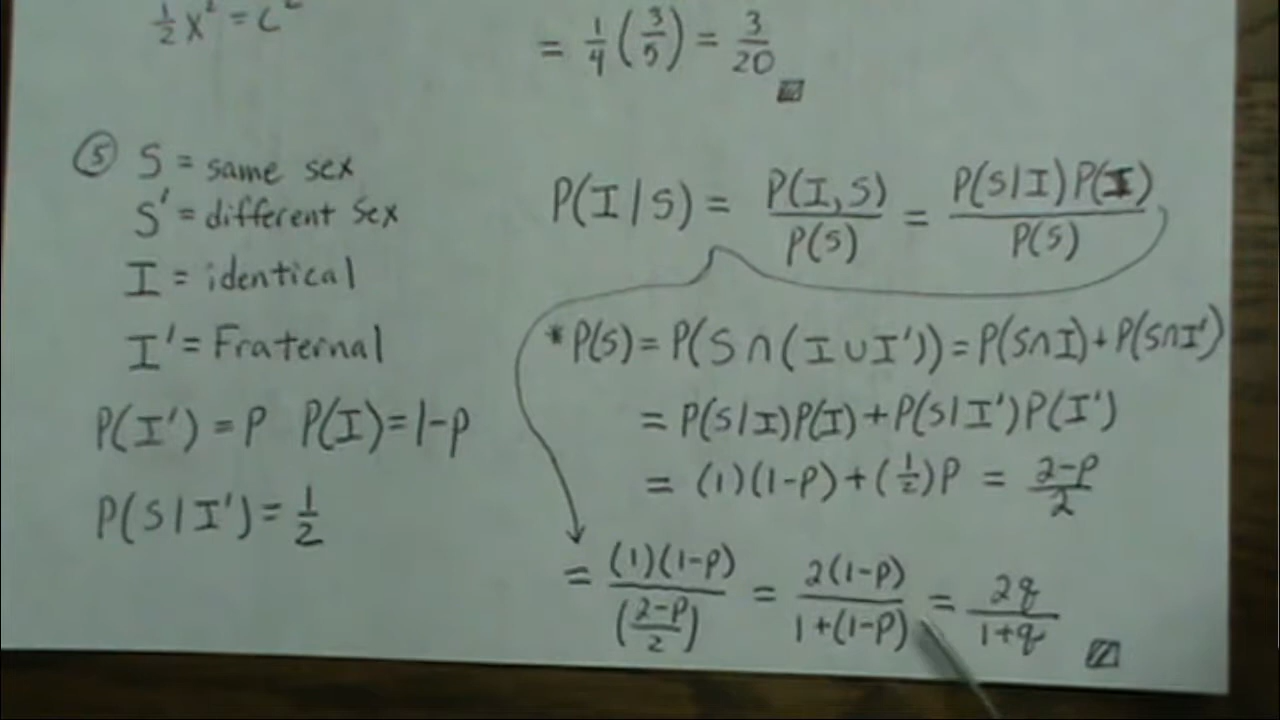 ½x² = c²
= 1/4 (3/5) = 3/20
⑤ S = same sex
S' = different sex
I = identical
I' = Fraternal
P(I') = p P(I) = 1-p
P(S|I') = 1/2
P(I|S) = P(I,S)/P(S) = P(S|I)P(I)/P(S)
*P(S) = P(S∩(I∪I')) = P(S∩I) + P(S∩I')
= P(S|I)P(I) + P(S|I')P(I')
= (1)(1-p) + (½)p = 2-p/2
= (1)(1-p)/(2-p/2) = 2(1-p)/1+(1-p) = 2q/1+q